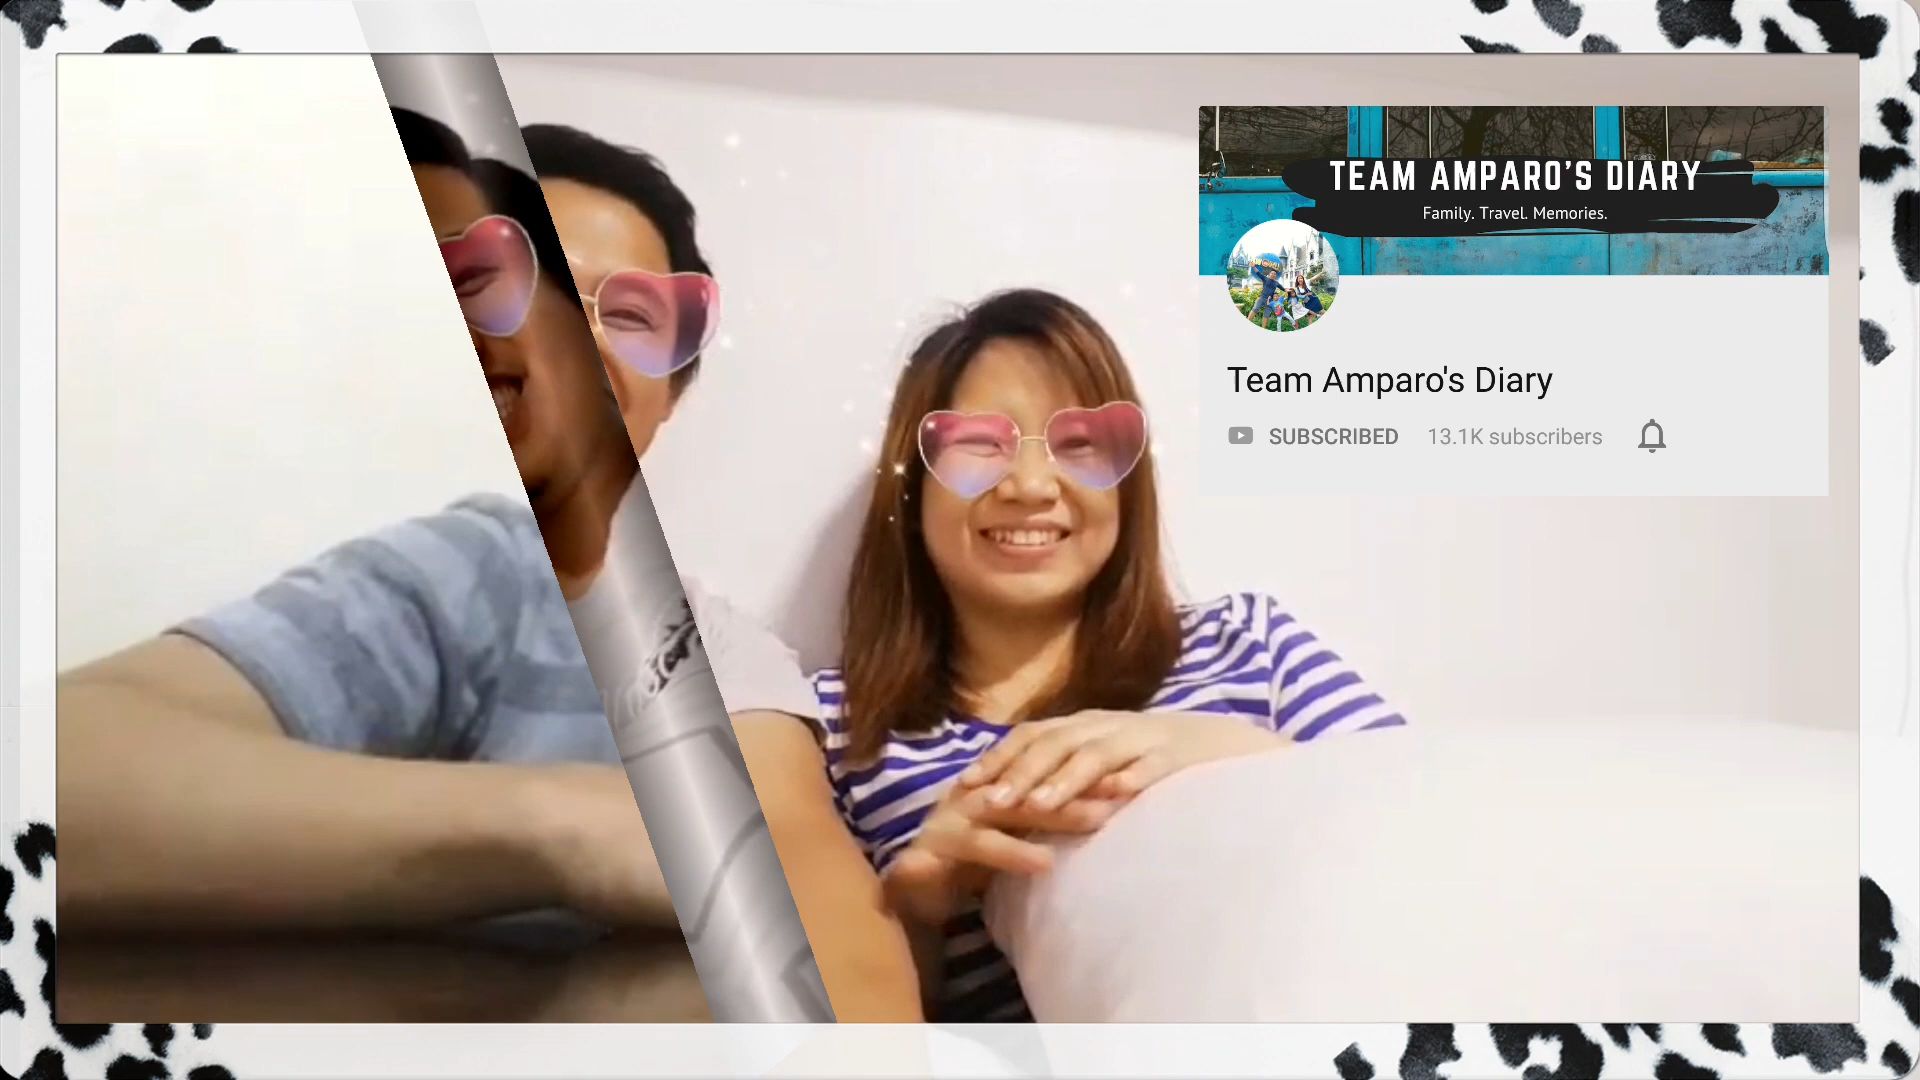 TEAM AMPARO'S DIARY
Family. Travel. Memories.
Team Amparo's Diary
SUBSCRIBED 13.1K subscribers